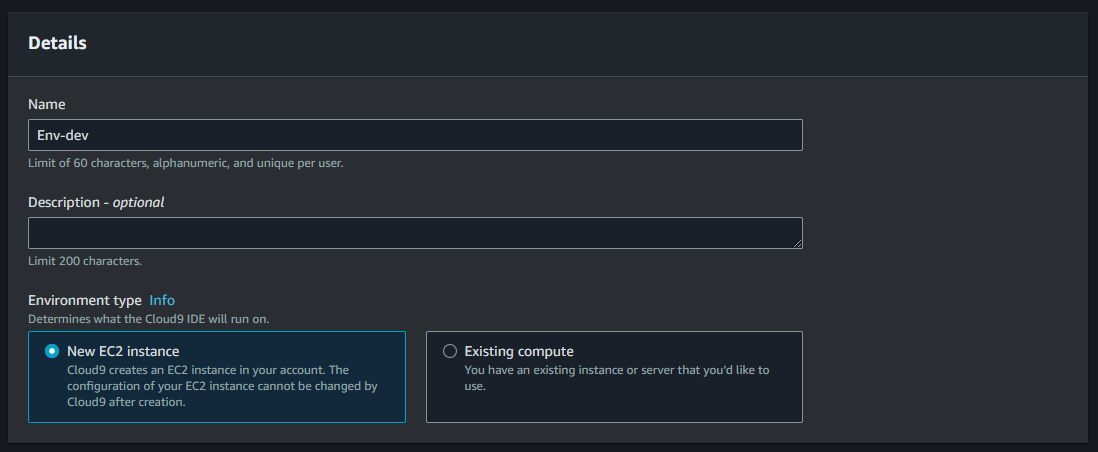 Details
Name
Env-dev
Limit of 60 characters, alphanumeric, and unique per user.
Description - optional
Limit 200 characters.
Environment type Info
Determines what the Cloud9 IDE will run on.
New EC2 instance
Cloud9 creates an EC2 instance in your account. The
configuration of your EC2 instance cannot be changed by
Cloud9 after creation.
Existing compute
You have an existing instance or server that you'd like to
use.